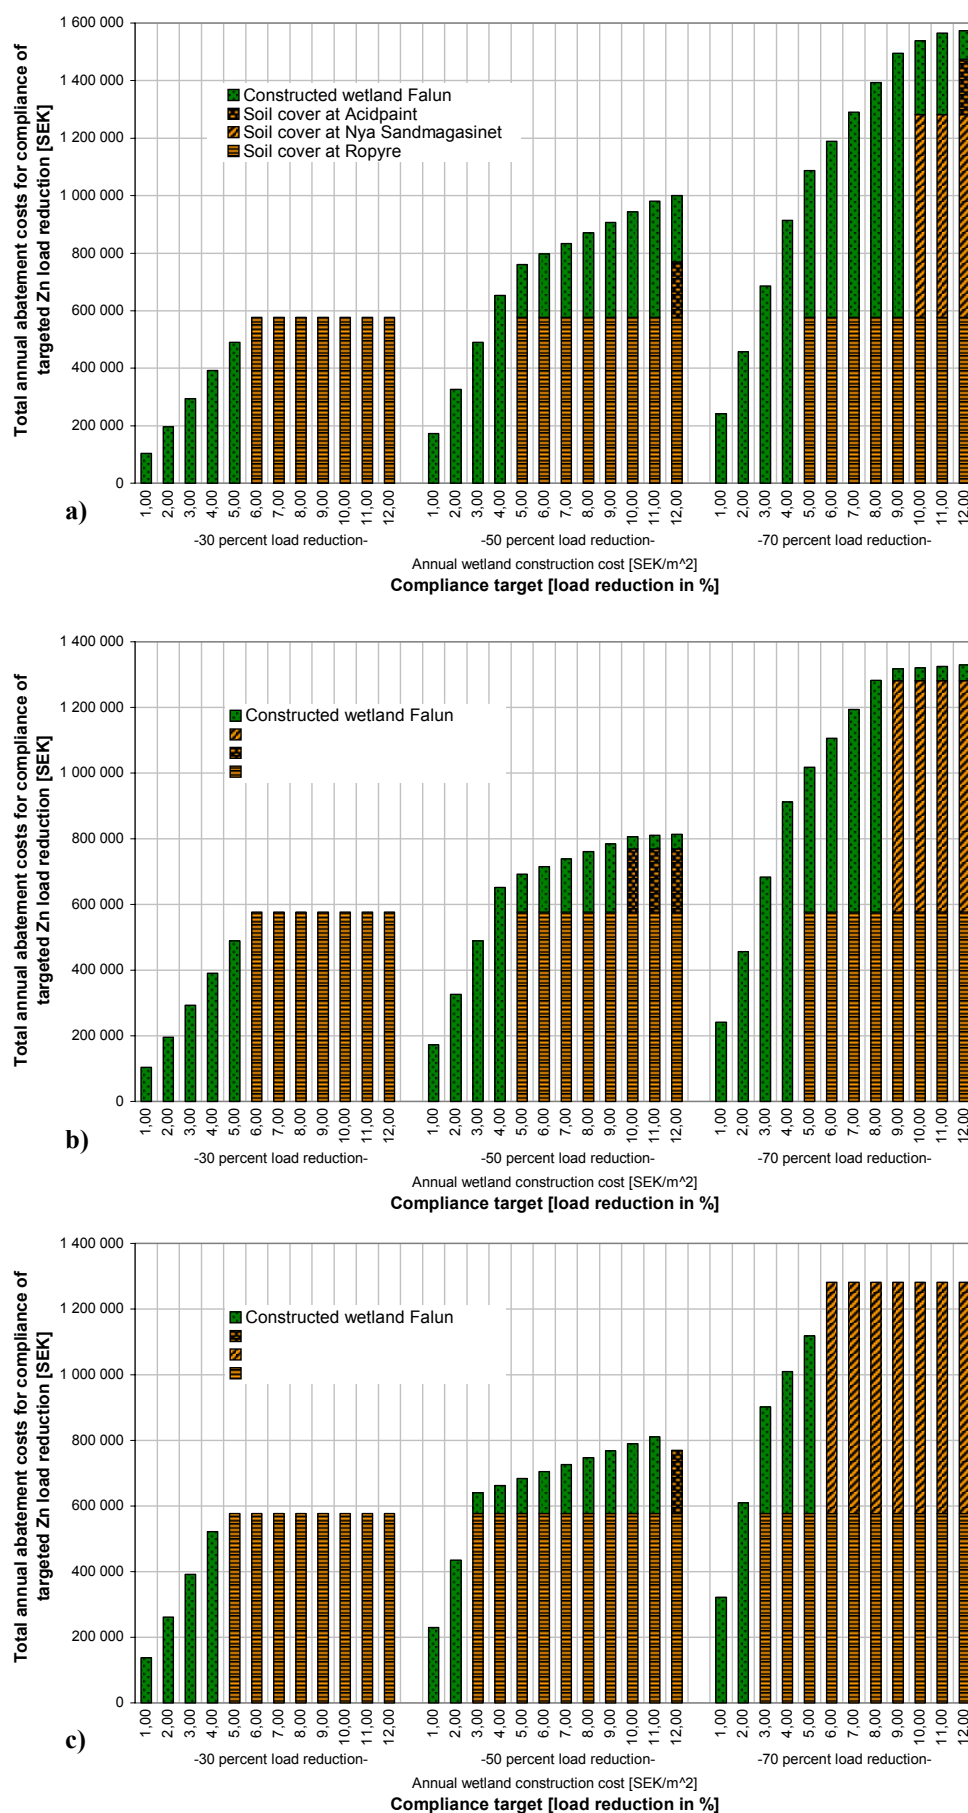 Total annual abatement costs for compliance of
targeted Zn load reduction [SEK]
1 600 000
1 400 000
1 200 000
1 000 000
800 000
600 000
400 000
200 000
0
Constructed wetland Falun
Soil cover at Acidpaint
Soil cover at Nya Sandmagasinet
Soil cover at Ropyre
1,00 2,00 3,00 4,00 5,00 6,00 7,00 8,00 9,00 10,00 11,00 12,00 1,00 2,00 3,00 4,00 5,00 6,00 7,00 8,00 9,00 10,00 11,00 12,00 1,00 2,00 3,00 4,00 5,00 6,00 7,00 8,00 9,00 10,00 11,00 12,00
a)
-30 percent load reduction- -50 percent load reduction- -70 percent load reduction-
Annual wetland construction cost [SEK/m^2]
Compliance target [load reduction in %]
Total annual abatement costs for compliance of
targeted Zn load reduction [SEK]
1 400 000
1 200 000
1 000 000
800 000
600 000
400 000
200 000
0
Constructed wetland Falun
1,00 2,00 3,00 4,00 5,00 6,00 7,00 8,00 9,00 10,00 11,00 12,00 1,00 2,00 3,00 4,00 5,00 6,00 7,00 8,00 9,00 10,00 11,00 12,00 1,00 2,00 3,00 4,00 5,00 6,00 7,00 8,00 9,00 10,00 11,00 12,00
b)
-30 percent load reduction- -50 percent load reduction- -70 percent load reduction-
Annual wetland construction cost [SEK/m^2]
Compliance target [load reduction in %]
Total annual abatement costs for compliance of
targeted Zn load reduction [SEK]
1 400 000
1 200 000
1 000 000
800 000
600 000
400 000
200 000
0
Constructed wetland Falun
1,00 2,00 3,00 4,00 5,00 6,00 7,00 8,00 9,00 10,00 11,00 12,00 1,00 2,00 3,00 4,00 5,00 6,00 7,00 8,00 9,00 10,00 11,00 12,00 1,00 2,00 3,00 4,00 5,00 6,00 7,00 8,00 9,00 10,00 11,00 12,00
c)
-30 percent load reduction- -50 percent load reduction- -70 percent load reduction-
Annual wetland construction cost [SEK/m^2]
Compliance target [load reduction in %]